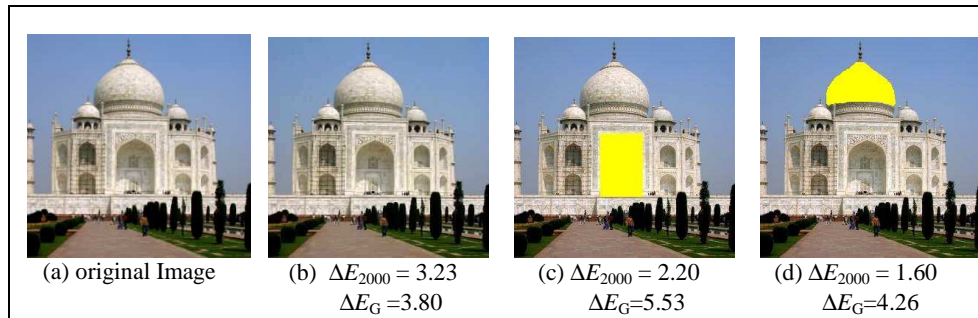 (a) original Image
(b) ΔE2000 = 3.23
ΔEG =3.80
(c) ΔE2000 = 2.20
ΔEG=5.53
(d) ΔE2000 = 1.60
ΔEG=4.26